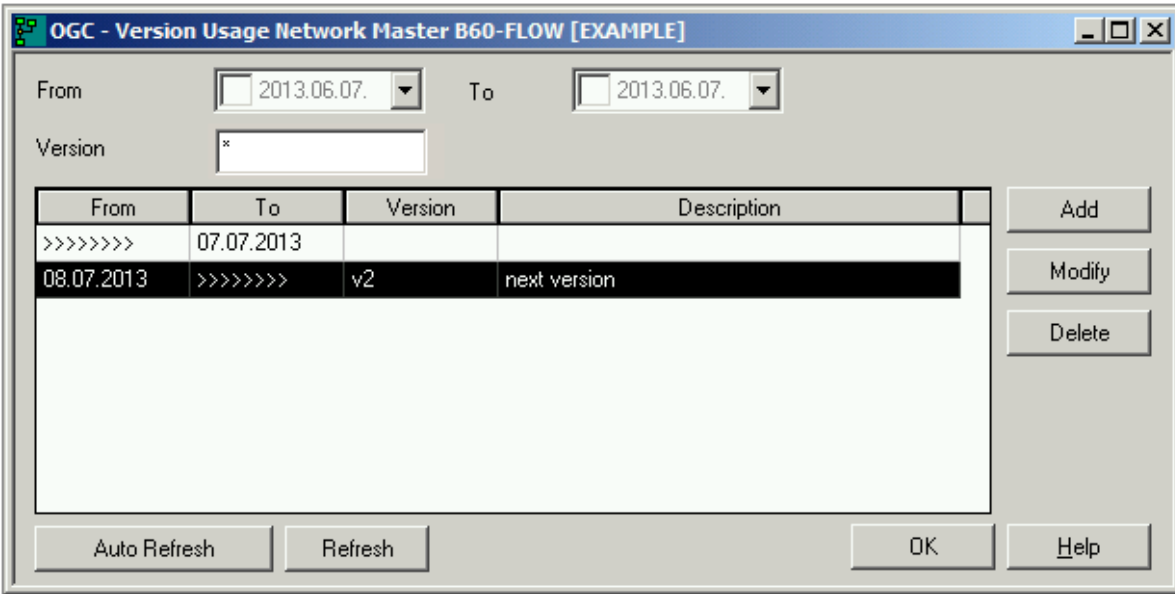 OGC - Version Usage Network Master B60-FLOW [EXAMPLE]
From 2013.06.07. To 2013.06.07.
Version *
From To Version Description
>>>>>>>> 07.07.2013
08.07.2013 >>>>>>>> v2 next version
Add
Modify
Delete
Auto Refresh Refresh OK Help